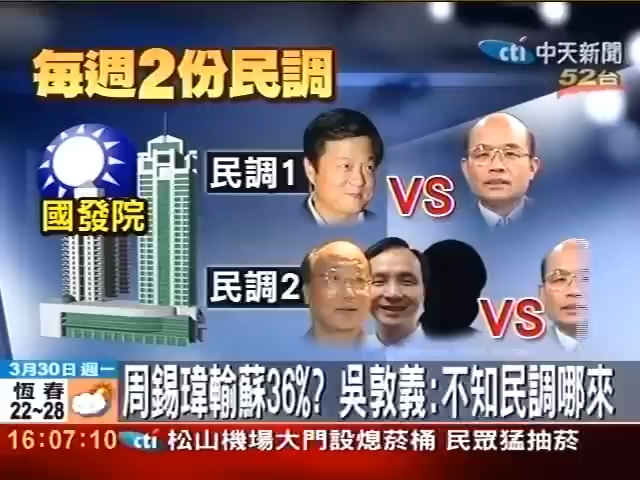 cti 中天新聞
52台
每週2份民調
民調1
VS
國發院
民調2
VS
3月30日 週一
恆春
22~28
周錫瑋輸蘇36%? 吳敦義:不知民調哪來
16:07:10 cti 松山機場大門設熄菸桶 民眾猛抽菸